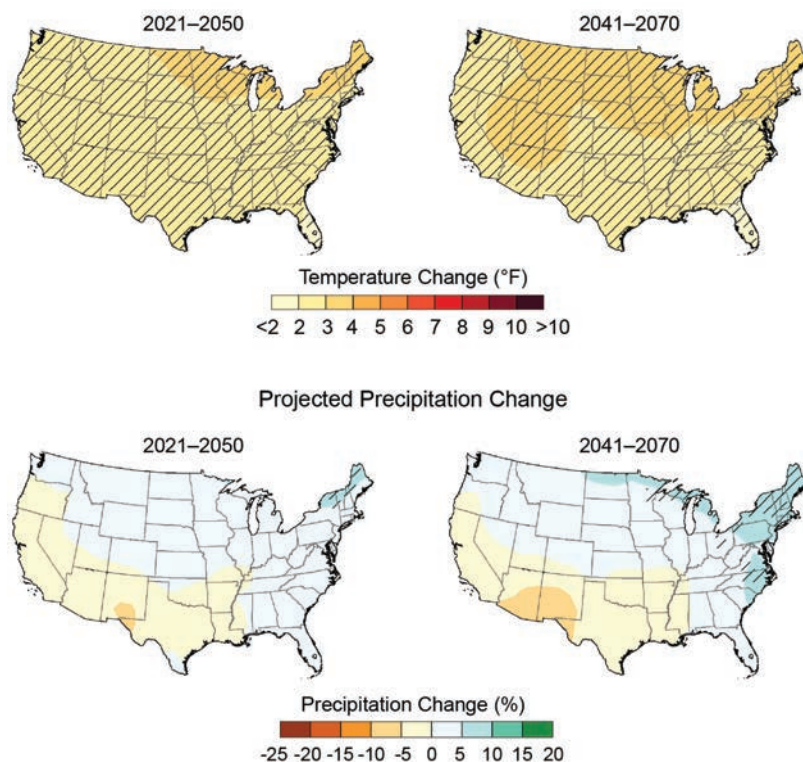 2021–2050 2041–2070
Temperature Change (°F)
<2 2 3 4 5 6 7 8 9 10 >10
Projected Precipitation Change
2021–2050 2041–2070
Precipitation Change (%)
-25 -20 -15 -10 -5 0 5 10 15 20